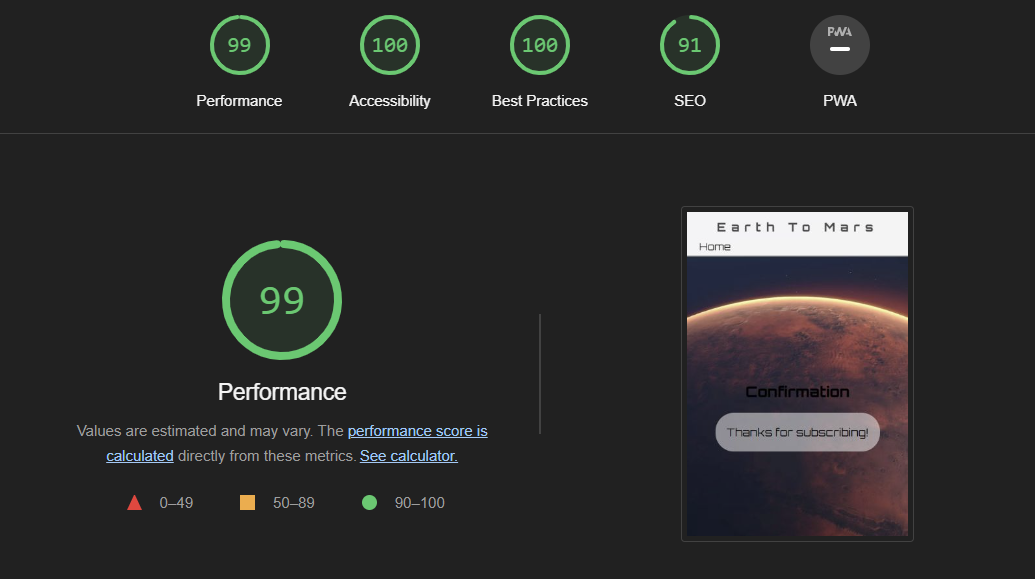 99
100
100
91
PWA
Performance
Accessibility
Best Practices
SEO
PWA
99
Performance
Values are estimated and may vary. The performance score is
calculated directly from these metrics. See calculator.
0–49
50–89
90–100
Earth To Mars
Home
Confirmation
Thanks for subscribing!